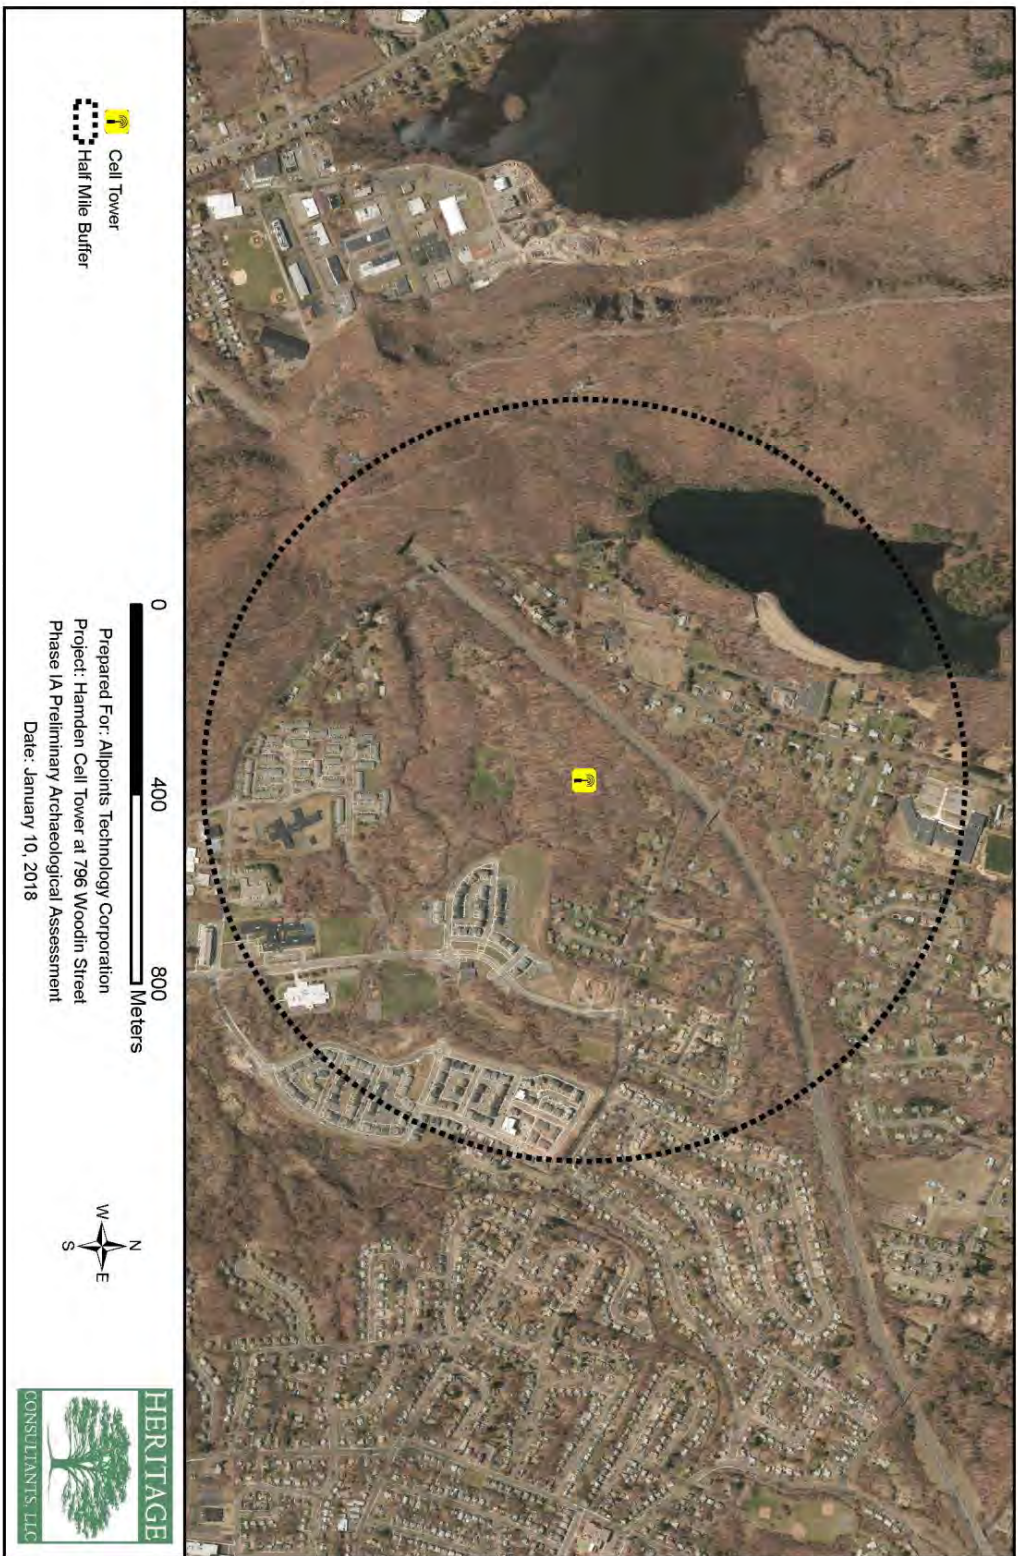 Cell Tower
Half Mile Buffer
0 400 800
Meters
Prepared For: Allpoints Technology Corporation
Project: Hamden Cell Tower at 796 Woodin Street
Phase IA Preliminary Archaeological Assessment
Date: January 10, 2018
N
W E
S
HERITAGE
CONSULTANTS, LLC